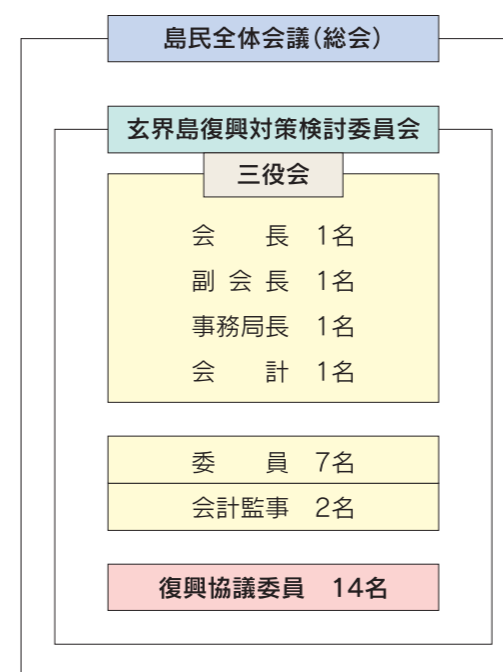 島民全体会議(総会)
玄界島復興対策検討委員会
三役会
会　　長　1名
副 会 長　1名
事務局長　1名
会　　計　1名
委　　員　7名
会計監事　2名
復興協議委員　14名